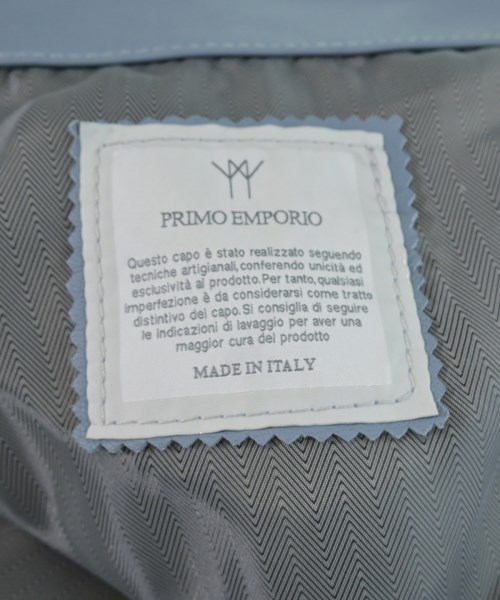 PRIMO EMPORIO
Questo capo è stato realizzato seguendo
tecniche artigianali,conferendo unicità ed
esclusività al prodotto.Per tanto,qualsiasi
imperfezione è da considerarsi come tratto
distintivo del capo.Si consiglia di seguire
le indicazioni di lavaggio per aver una
maggior cura del prodotto
MADE IN ITALY